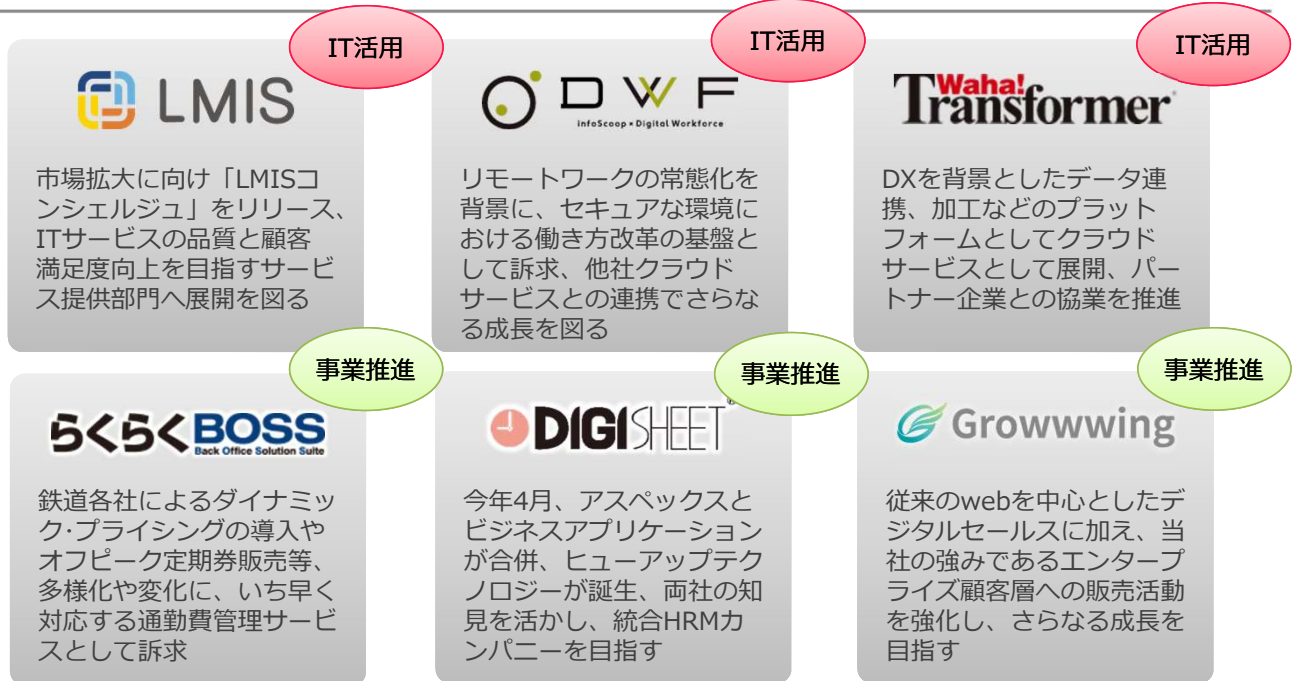 IT活用
LMIS
市場拡大に向け「LMISコ
ンシェルジュ」をリリース、
ITサービスの品質と顧客
満足度向上を目指すサービ
ス提供部門へ展開を図る
IT活用
DWF
infoScoop×Digital Workforce
リモートワークの常態化を
背景に、セキュアな環境に
おける働き方改革の基盤と
して訴求、他社クラウド
サービスとの連携でさらな
る成長を図る
IT活用
Waha!
Transformer
DXを背景としたデータ連
携、加工などのプラット
フォームとしてクラウド
サービスとして展開、パー
トナー企業との協業を推進
事業推進
らくらくBOSS
Back Office Solution Suite
鉄道各社によるダイナミッ
ク･プライシングの導入や
オフピーク定期券販売等、
多様化や変化に、いち早く
対応する通勤費管理サービ
スとして訴求
事業推進
DIGISHEET®
今年4月、アスペックスと
ビジネスアプリケーション
が合併、ヒューアップテク
ノロジーが誕生、両社の知
見を活かし、統合HRMカ
ンパニーを目指す
事業推進
Growwwing
従来のwebを中心としたデ
ジタルセールスに加え、当
社の強みであるエンタープ
ライズ顧客層への販売活動
を強化し、さらなる成長を
目指す